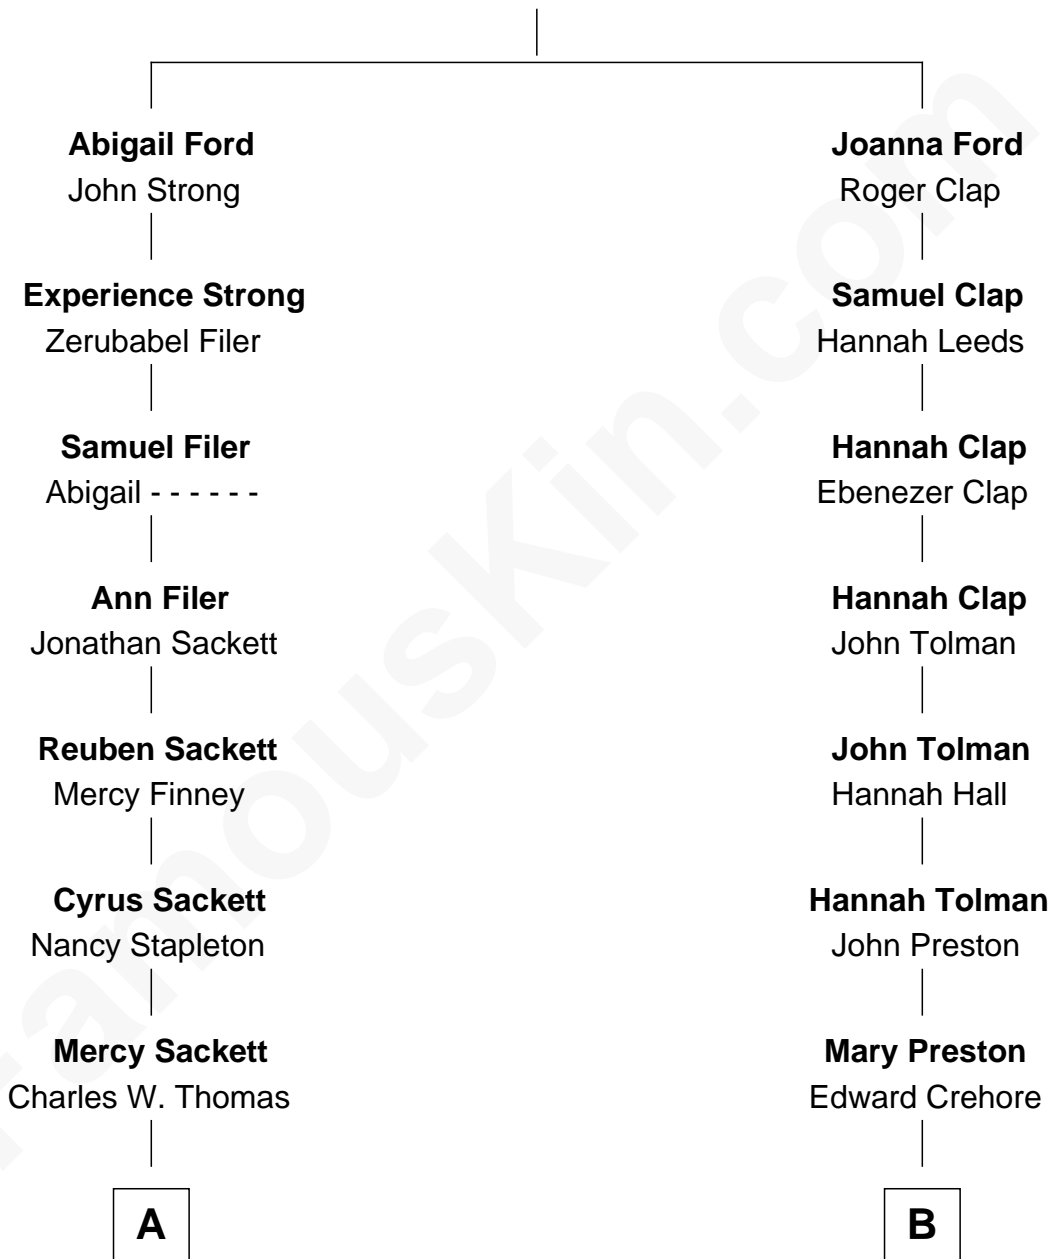 Abigail Ford
John Strong
Experience Strong
Zerubabel Filer
Samuel Filer
Abigail - - - - - -
Ann Filer
Jonathan Sackett
Reuben Sackett
Mercy Finney
Cyrus Sackett
Nancy Stapleton
Mercy Sackett
Charles W. Thomas
A
Joanna Ford
Roger Clap
Samuel Clap
Hannah Leeds
Hannah Clap
Ebenezer Clap
Hannah Clap
John Tolman
John Tolman
Hannah Hall
Hannah Tolman
John Preston
Mary Preston
Edward Crehore
B
FamousKin.com